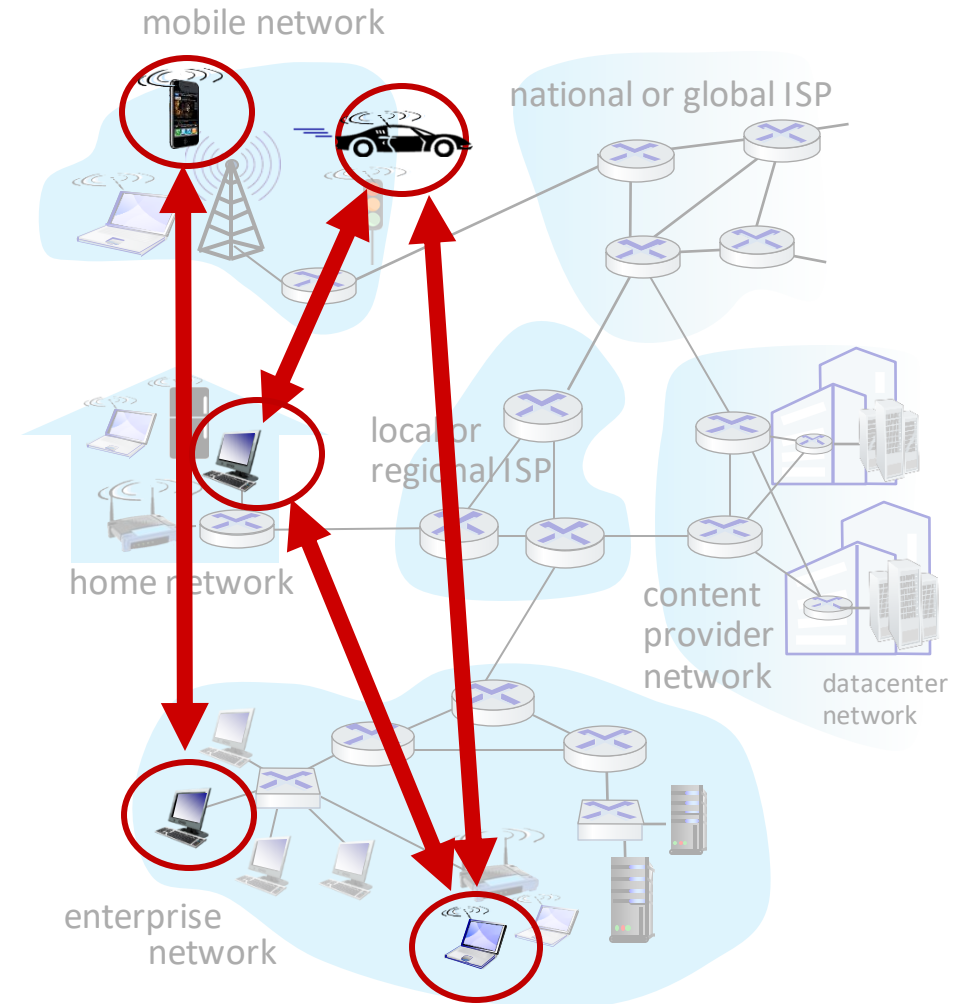 mobile network
national or global ISP
local or
regional ISP
home network
content
provider
network
datacenter
network
enterprise
network